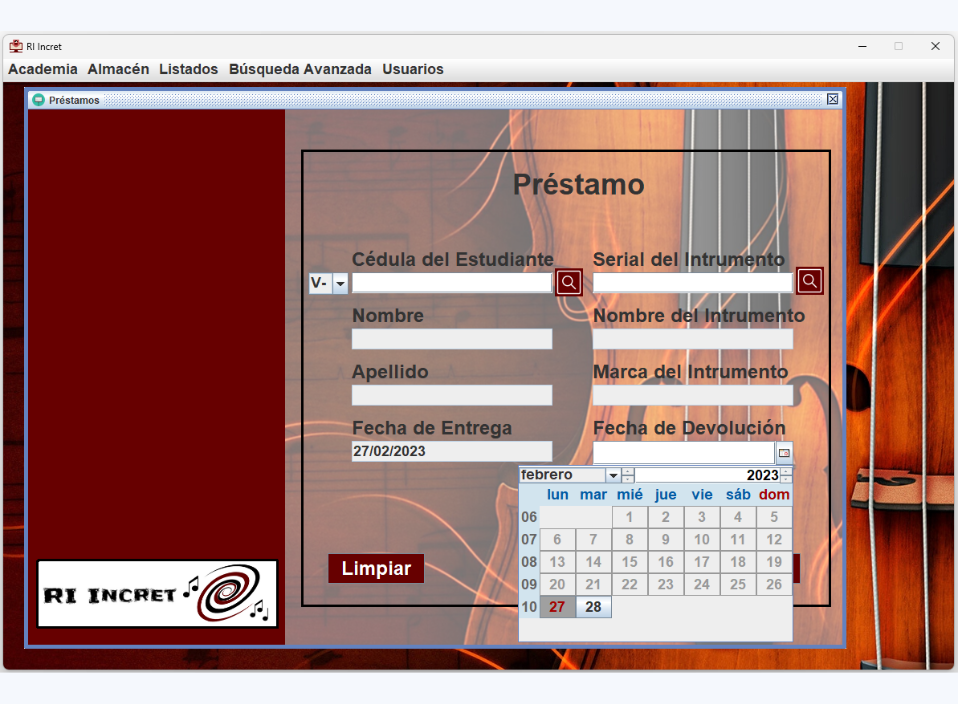 RI Incret
Academia Almacén Listados Búsqueda Avanzada Usuarios
Préstamos
Préstamo
Cédula del Estudiante
Serial del Intrumento
V-
Nombre
Nombre del Intrumento
Apellido
Marca del Intrumento
Fecha de Entrega
Fecha de Devolución
27/02/2023
febrero 2023
lun mar mié jue vie sáb dom
06 1 2 3 4 5
07 6 7 8 9 10 11 12
08 13 14 15 16 17 18 19
09 20 21 22 23 24 25 26
10 27 28
Limpiar
RI INCRET